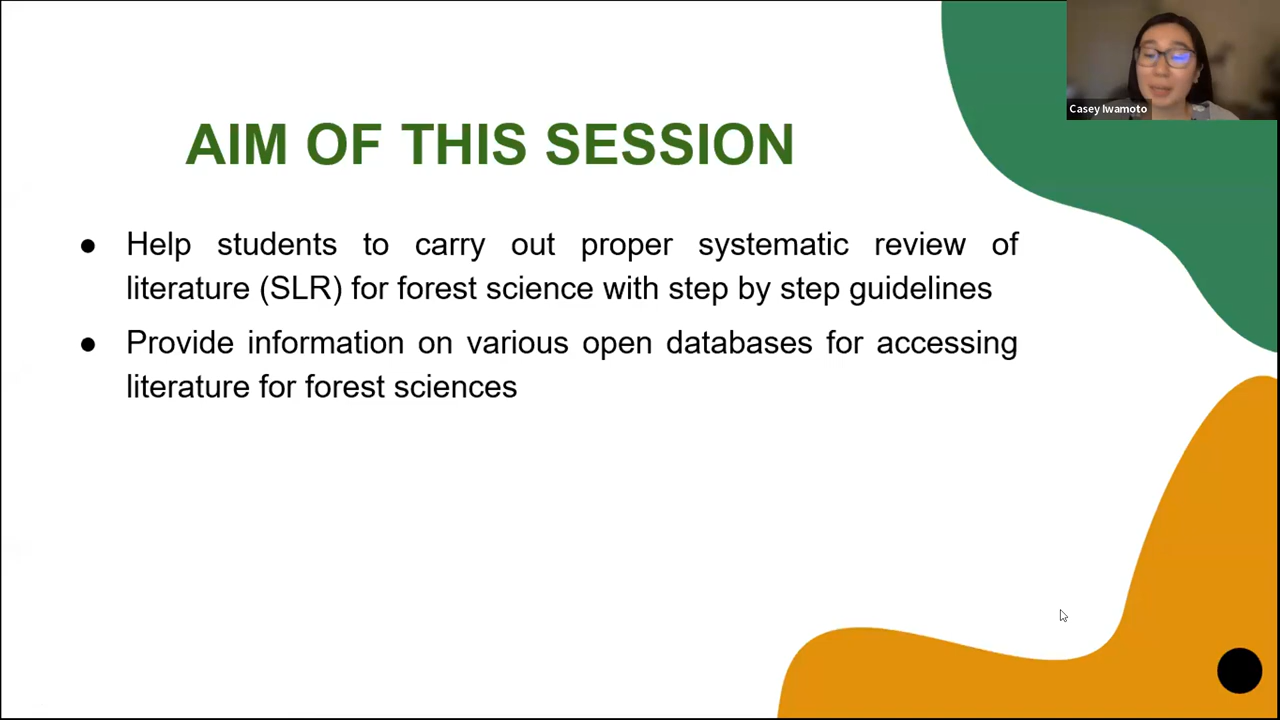 AIM OF THIS SESSION
● Help students to carry out proper systematic review of
literature (SLR) for forest science with step by step guidelines
● Provide information on various open databases for accessing
literature for forest sciences
Casey Iwamoto